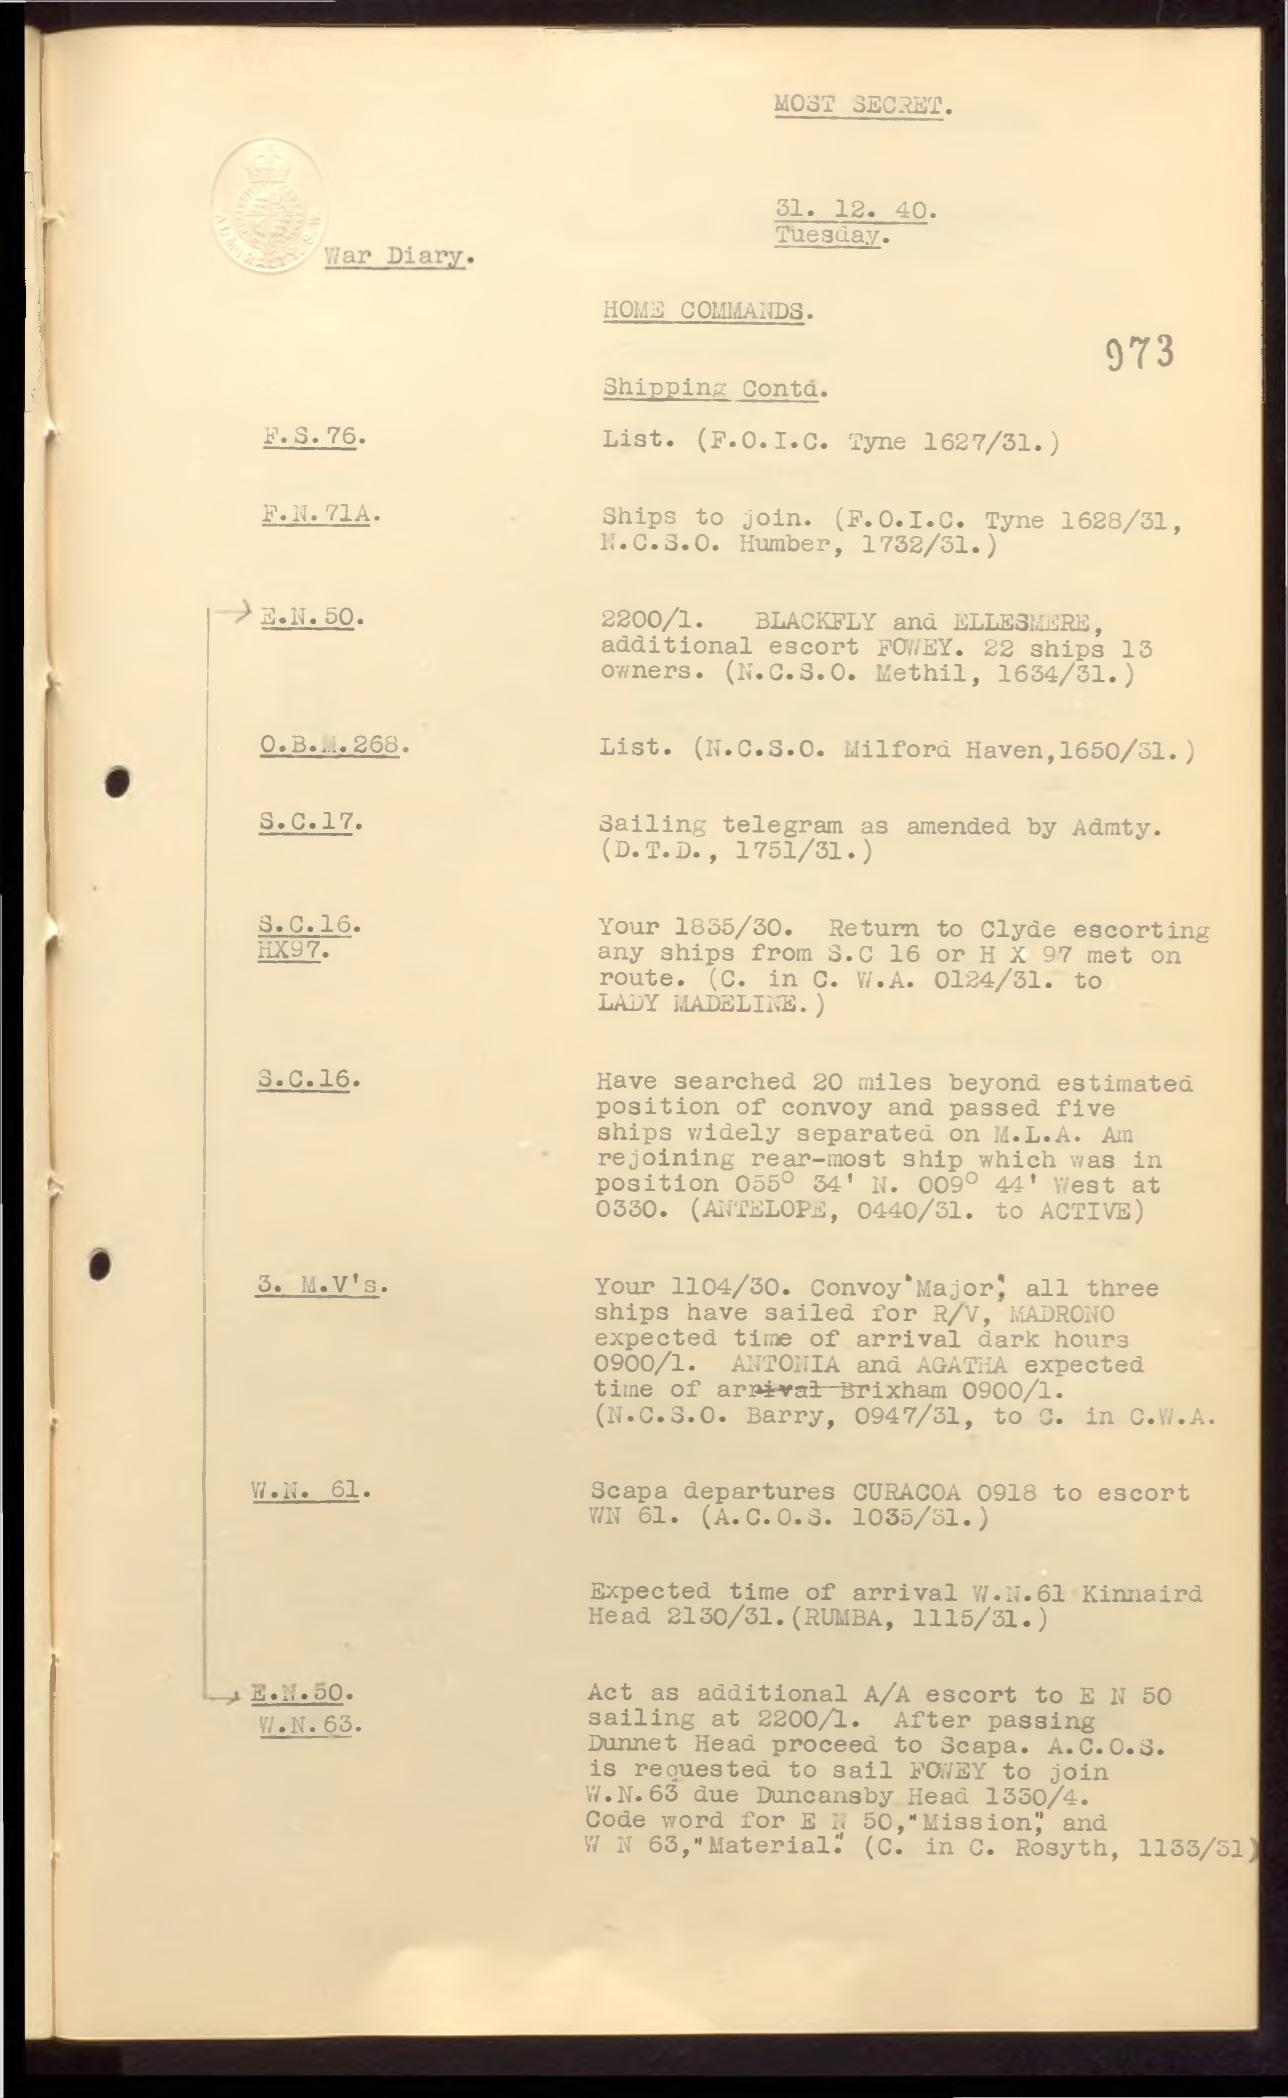 MOST SECRET.
31. 12. 40.
Tuesday.
ADMIRALTY. S.W.
War Diary.
HOME COMMANDS.
973
Shipping Contd.
F.S.76.
List. (F.O.I.C. Tyne 1627/31.)
F.N.71A.
Ships to join. (F.O.I.C. Tyne 1628/31,
N.C.S.O. Humber, 1732/31.)
E.N.50.
2200/1. BLACKFLY and ELLESMERE,
additional escort FOWEY. 22 ships 13
owners. (N.C.S.O. Methil, 1634/31.)
O.B.M.268.
List. (N.C.S.O. Milford Haven,1650/31.)
S.C.17.
Sailing telegram as amended by Admty.
(D.T.D., 1751/31.)
S.C.16.
HX97.
Your 1835/30. Return to Clyde escorting
any ships from S.C 16 or H X 97 met on
route. (C. in C. W.A. 0124/31. to
LADY MADELINE.)
S.C.16.
Have searched 20 miles beyond estimated
position of convoy and passed five
ships widely separated on M.L.A. Am
rejoining rear-most ship which was in
position 055° 34' N. 009° 44' West at
0330. (ANTELOPE, 0440/31. to ACTIVE)
3. M.V's.
Your 1104/30. Convoy "Major", all three
ships have sailed for R/V, MADRONO
expected time of arrival dark hours
0900/1. ANTONIA and AGATHA expected
time of arrival Brixham 0900/1.
(N.C.S.O. Barry, 0947/31, to C. in C.W.A.
W.N. 61.
Scapa departures CURACOA 0918 to escort
WN 61. (A.C.O.S. 1035/31.)
Expected time of arrival W.N.61 Kinnaird
Head 2130/31.(RUMBA, 1115/31.)
E.N.50.
W.N.63.
Act as additional A/A escort to E N 50
sailing at 2200/1. After passing
Dunnet Head proceed to Scapa. A.C.O.S.
is requested to sail FOWEY to join
W.N.63 due Duncansby Head 1330/4.
Code word for E N 50,"Mission", and
W N 63,"Material." (C. in C. Rosyth, 1133/31)